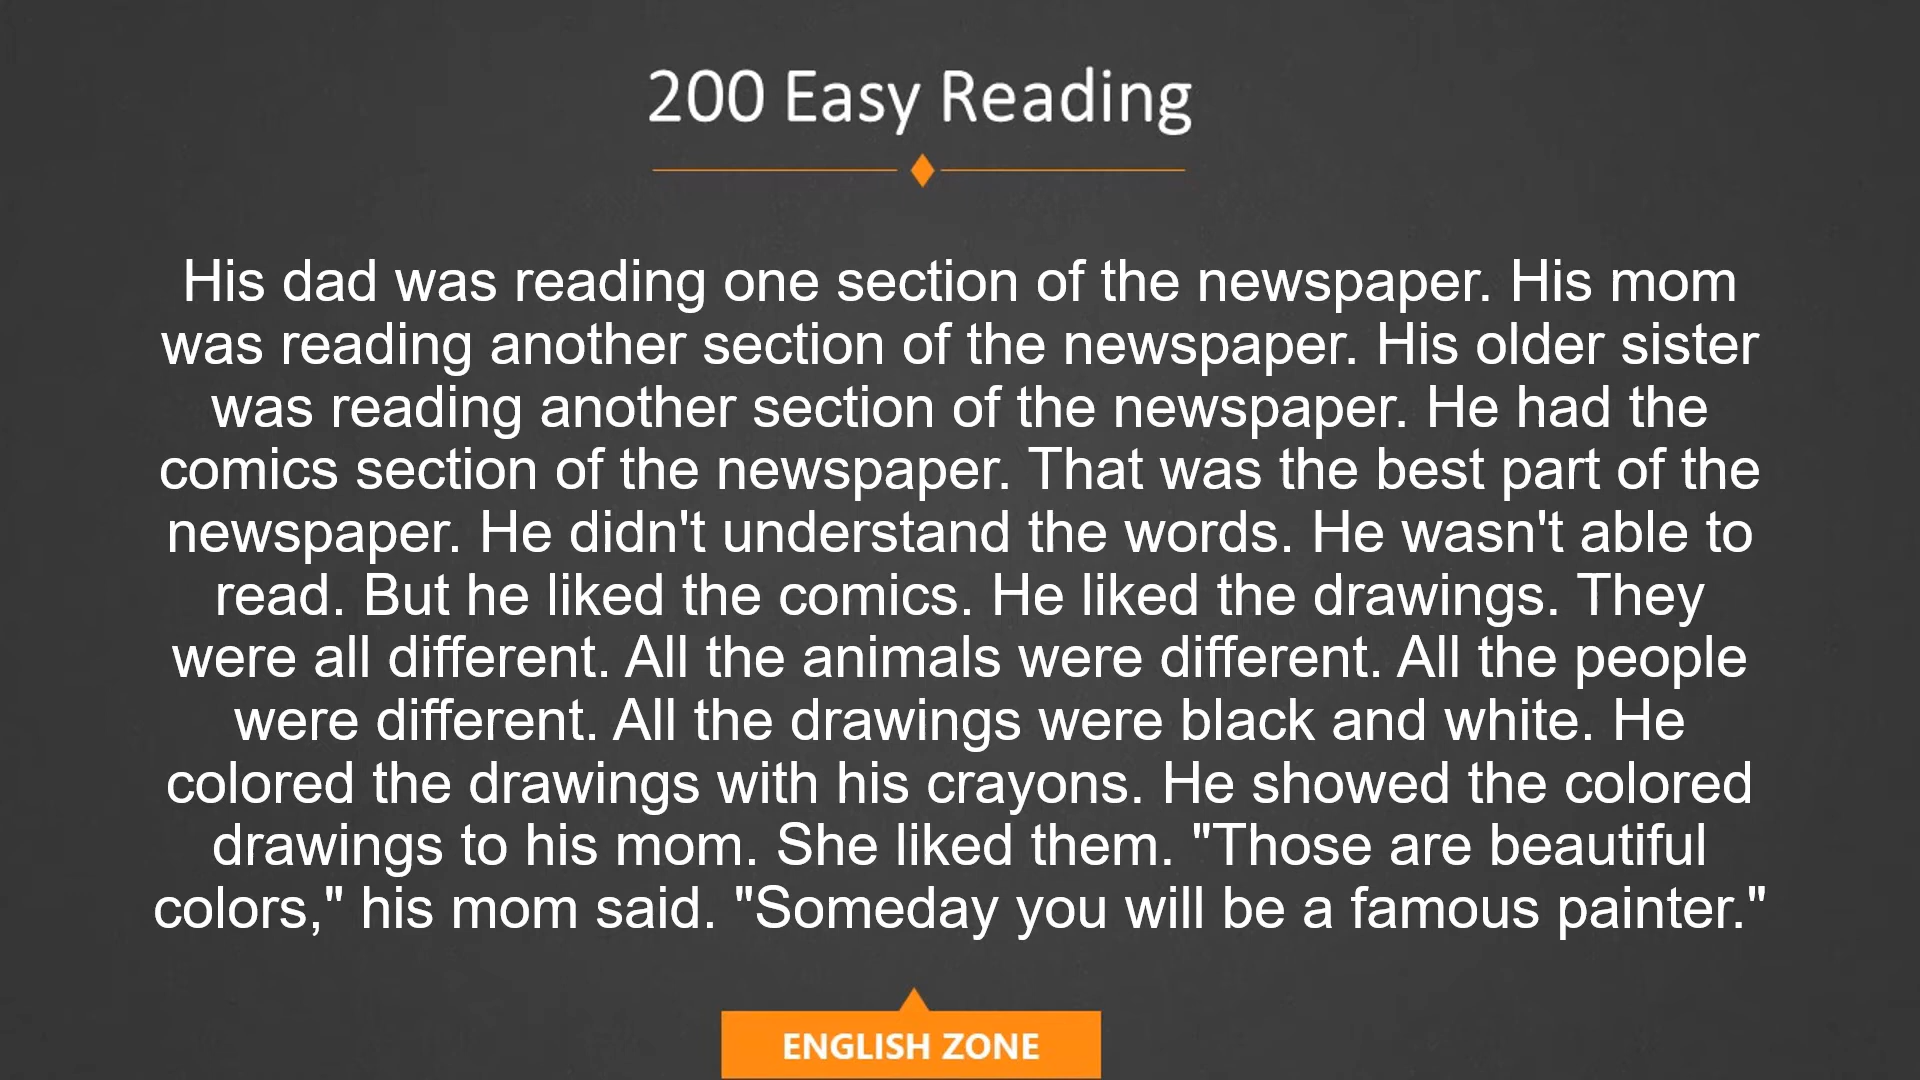 200 Easy Reading
His dad was reading one section of the newspaper. His mom
was reading another section of the newspaper. His older sister
was reading another section of the newspaper. He had the
comics section of the newspaper. That was the best part of the
newspaper. He didn't understand the words. He wasn't able to
read. But he liked the comics. He liked the drawings. They
were all different. All the animals were different. All the people
were different. All the drawings were black and white. He
colored the drawings with his crayons. He showed the colored
drawings to his mom. She liked them. "Those are beautiful
colors," his mom said. "Someday you will be a famous painter."
ENGLISH ZONE